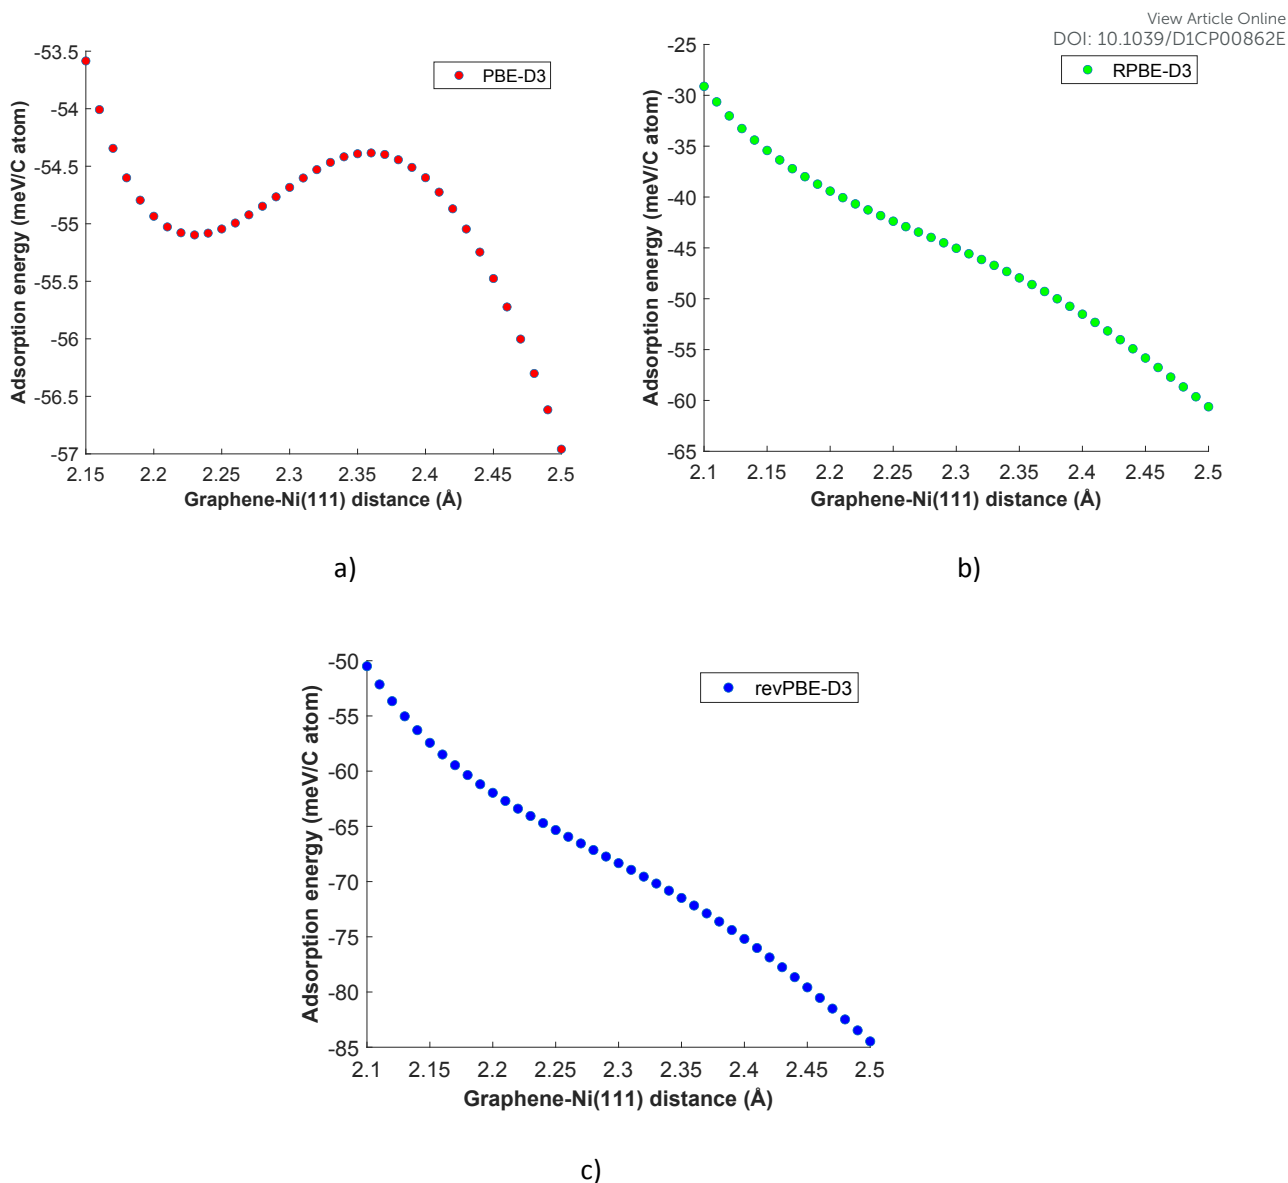 View Article Online
DOI: 10.1039/D1CP00862E
-53.5
-54
-54.5
-55
-55.5
-56
-56.5
-57
Adsorption energy (meV/C atom)
PBE-D3
2.15 2.2 2.25 2.3 2.35 2.4 2.45 2.5
Graphene-Ni(111) distance (Å)
a)
-25
-30
-35
-40
-45
-50
-55
-60
-65
Adsorption energy (meV/C atom)
RPBE-D3
2.1 2.15 2.2 2.25 2.3 2.35 2.4 2.45 2.5
Graphene-Ni(111) distance (Å)
b)
-50
-55
-60
-65
-70
-75
-80
-85
Adsorption energy (meV/C atom)
revPBE-D3
2.1 2.15 2.2 2.25 2.3 2.35 2.4 2.45 2.5
Graphene-Ni(111) distance (Å)
c)